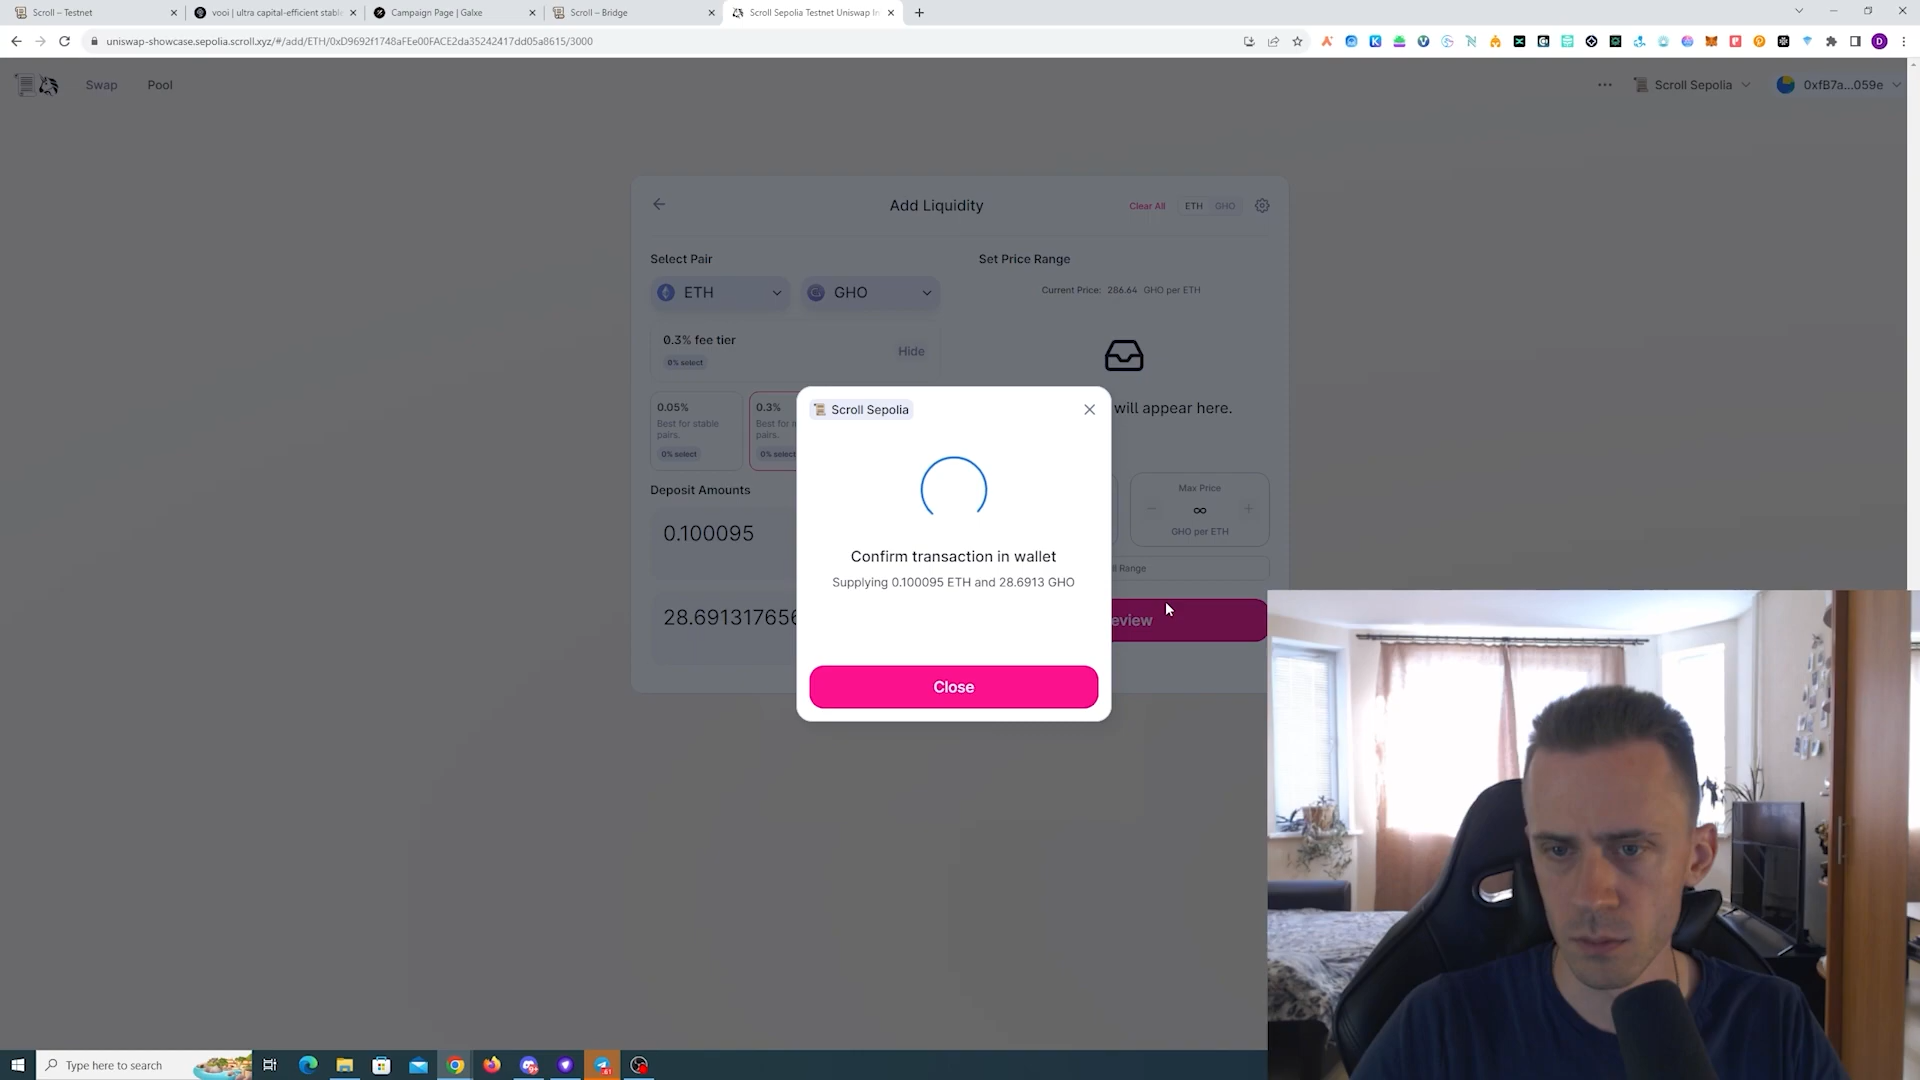 Scroll – Testnet
vooi | ultra capital-efficient stable
Campaign Page | Galxe
Scroll – Bridge
Scroll Sepolia Testnet Uniswap In
uniswap-showcase.sepolia.scroll.xyz/#/add/ETH/0xD9692f1748aFEe00FACE2da35242417dd05a8615/3000
Swap
Pool
Scroll Sepolia
0xfB7a...059e
Add Liquidity
Clear All
ETH
GHO
Select Pair
Set Price Range
ETH
GHO
Current Price: 286.64 GHO per ETH
0.3% fee tier
0% select
Hide
will appear here.
0.05%
Best for stable
pairs.
0% select
0.3%
Best for
pairs.
0% select
Scroll Sepolia
Confirm transaction in wallet
Supplying 0.100095 ETH and 28.6913 GHO
Close
Deposit Amounts
0.100095
28.69131765
Max Price
∞
GHO per ETH
Range
eview
Type here to search